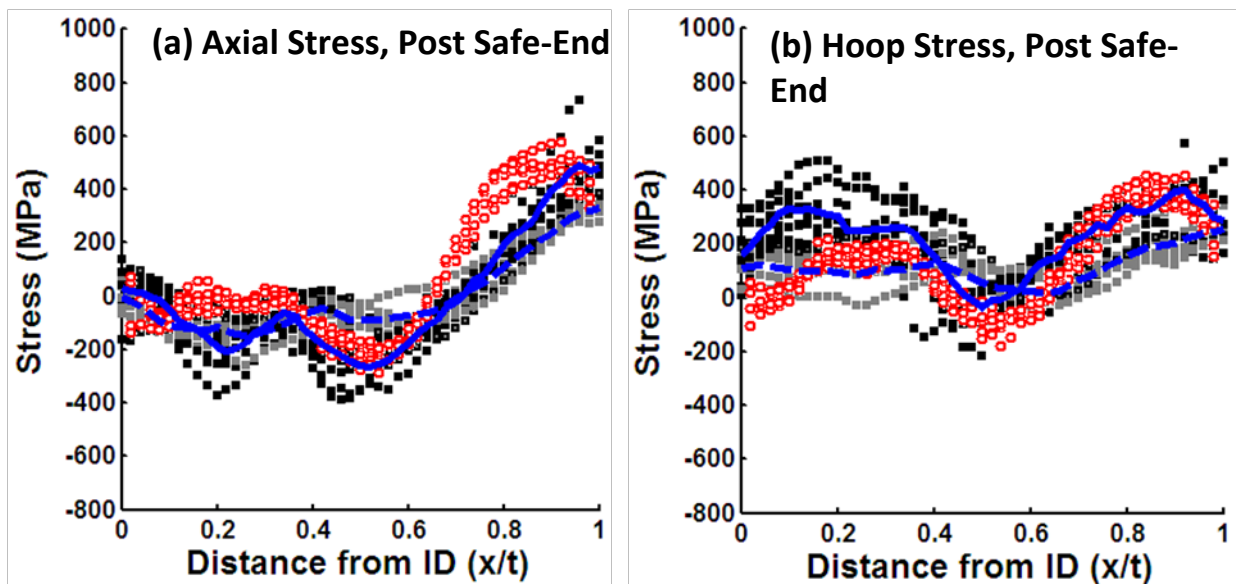 (a) Axial Stress, Post Safe-End
1000
800
600
400
200
0
-200
-400
-600
-800
Stress (MPa)
0 0.2 0.4 0.6 0.8 1
Distance from ID (x/t)
(b) Hoop Stress, Post Safe-
End
1000
800
600
400
200
0
-200
-400
-600
-800
Stress (MPa)
0 0.2 0.4 0.6 0.8 1
Distance from ID (x/t)